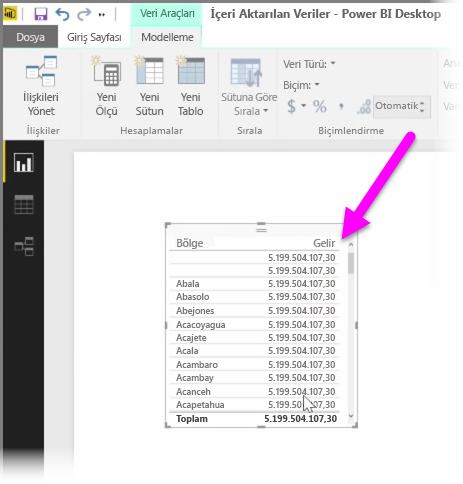 Veri Araçları
İçeri Aktarılan Veriler - Power BI Desktop
Dosya Giriş Sayfası Modelleme
İlişkileri Yönet
Yeni Ölçü
Yeni Sütun
Yeni Tablo
Sütuna Göre Sırala
Veri Türü:
Biçim:
$ % , .00 Otomatik
İlişkiler Hesaplamalar Sırala Biçimlendirme
Bölge Gelir
5.199.504.107,30
5.199.504.107,30
Abala 5.199.504.107,30
Abasolo 5.199.504.107,30
Abejones 5.199.504.107,30
Acacoyagua 5.199.504.107,30
Acajete 5.199.504.107,30
Acala 5.199.504.107,30
Acambaro 5.199.504.107,30
Acambay 5.199.504.107,30
Acanceh 5.199.504.107,30
Acapetahua 5.199.504.107,30
Toplam 5.199.504.107,30